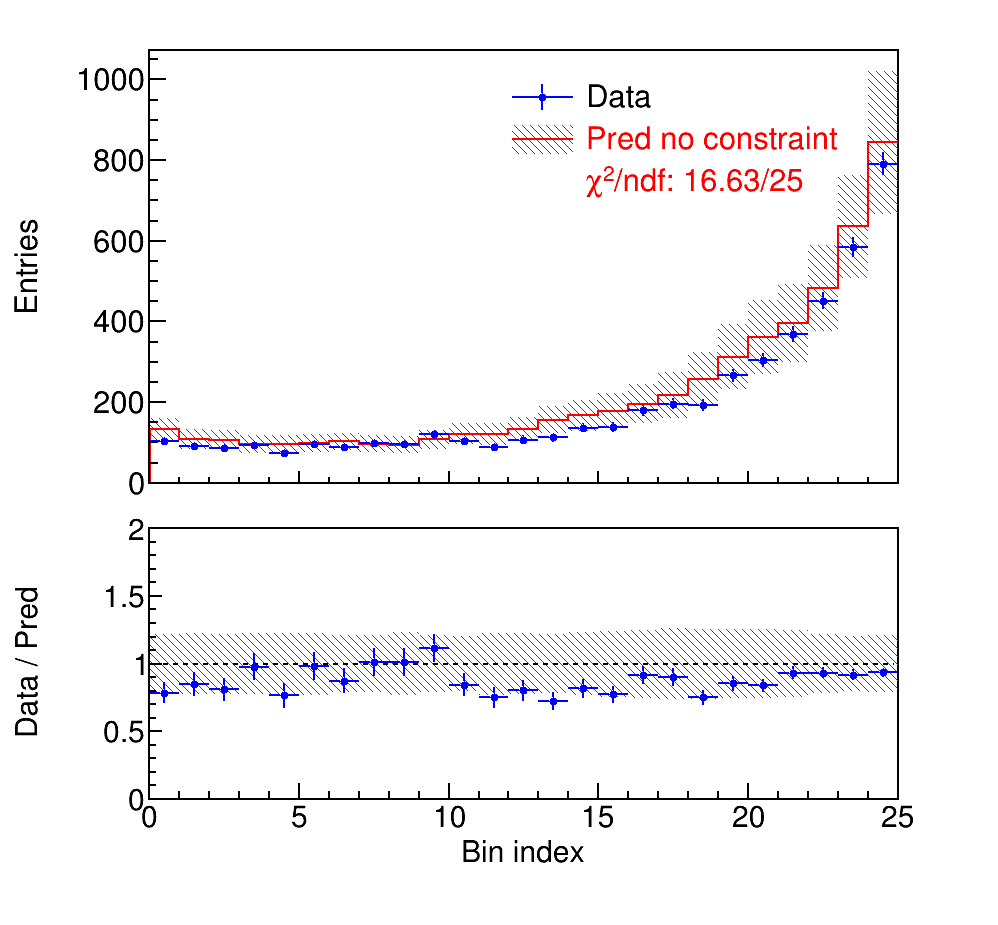 Entries
1000
800
600
400
200
0
Data
Pred no constraint
χ²/ndf: 16.63/25
Data / Pred
2
1.5
1
0.5
0
0 5 10 15 20 25
Bin index